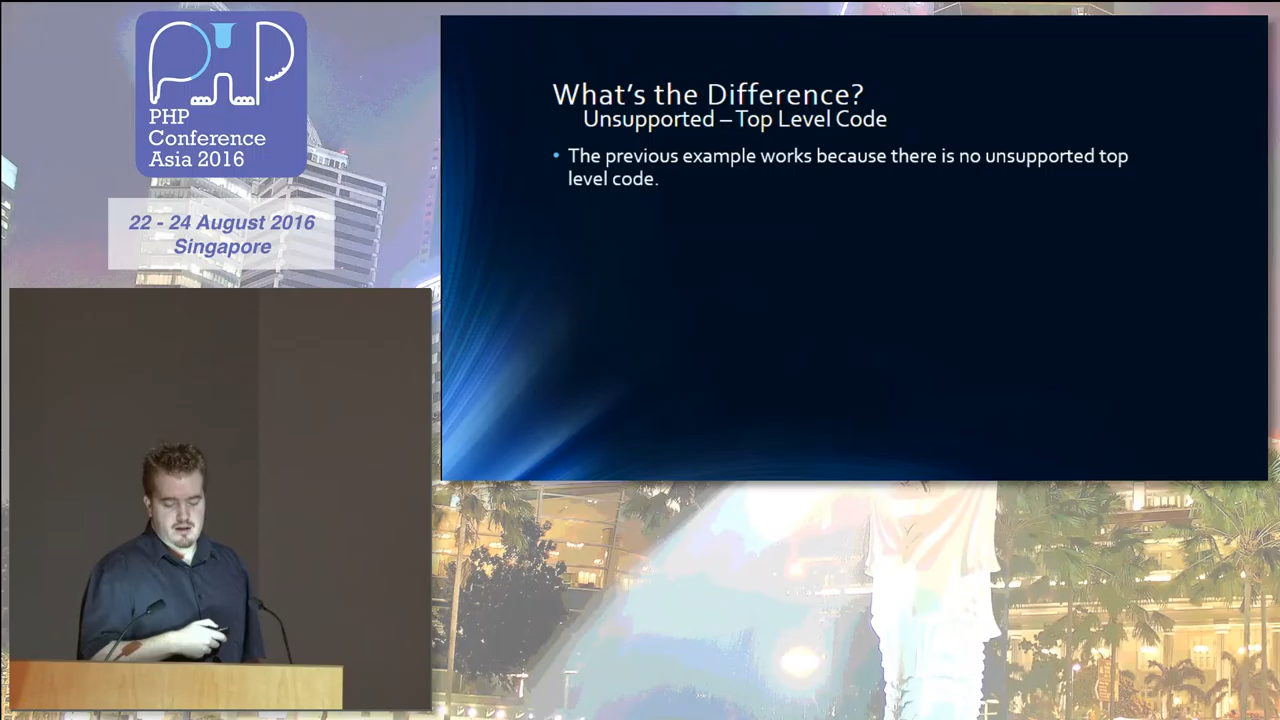 PHP
Conference
Asia 2016
22 - 24 August 2016
Singapore
What's the Difference?
Unsupported – Top Level Code
• The previous example works because there is no unsupported top
level code.